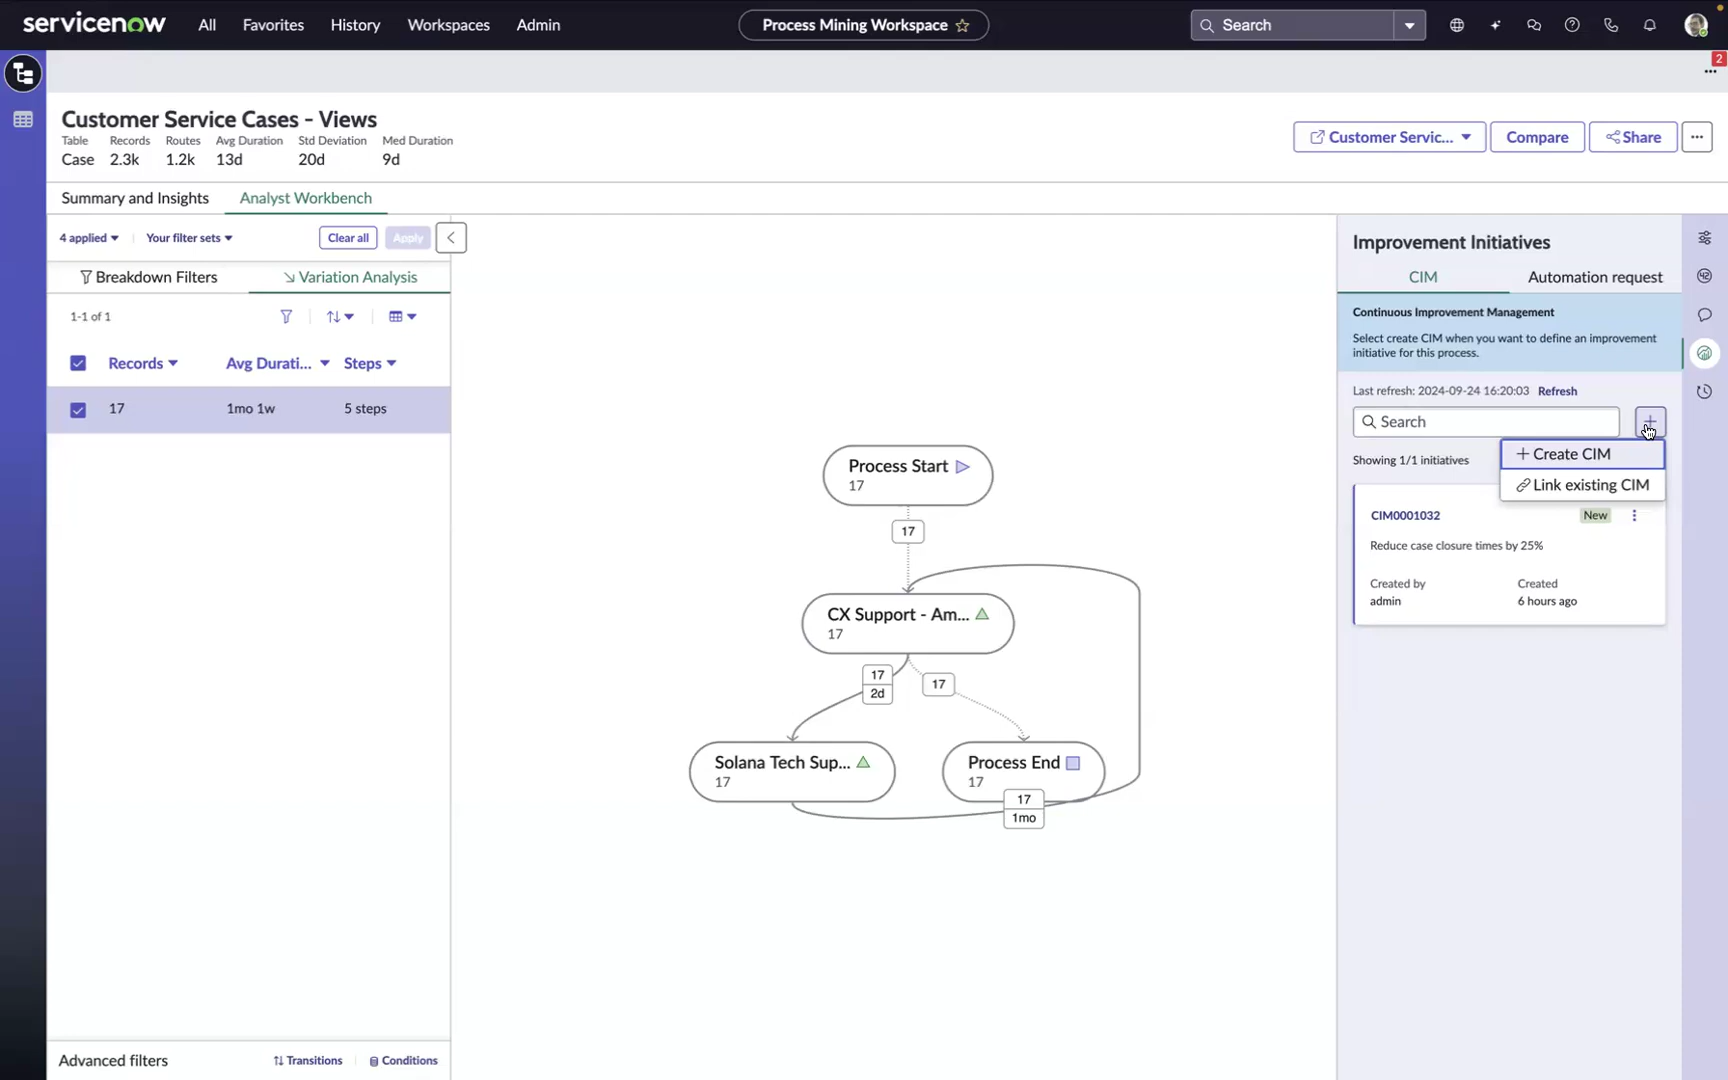 servicenow All Favorites History Workspaces Admin Process Mining Workspace Search
2
Customer Service Cases - Views
Table Records Routes Avg Duration Std Deviation Med Duration
Case 2.3k 1.2k 13d 20d 9d
Customer Servic... Compare Share
Summary and Insights Analyst Workbench
4 applied Your filter sets Clear all Apply
Breakdown Filters Variation Analysis
1-1 of 1
Records Avg Durati... Steps
17 1mo 1w 5 steps
Advanced filters Transitions Conditions
Process Start
17
17
CX Support - Am...
17
17
2d
17
Solana Tech Sup...
17
Process End
17
17
1mo
Improvement Initiatives
CIM Automation request
Continuous Improvement Management
Select create CIM when you want to define an improvement
initiative for this process.
Last refresh: 2024-09-24 16:20:03 Refresh
Search
+ Create CIM
Showing 1/1 initiatives
Link existing CIM
CIM0001032 New
Reduce case closure times by 25%
Created by Created
admin 6 hours ago
42